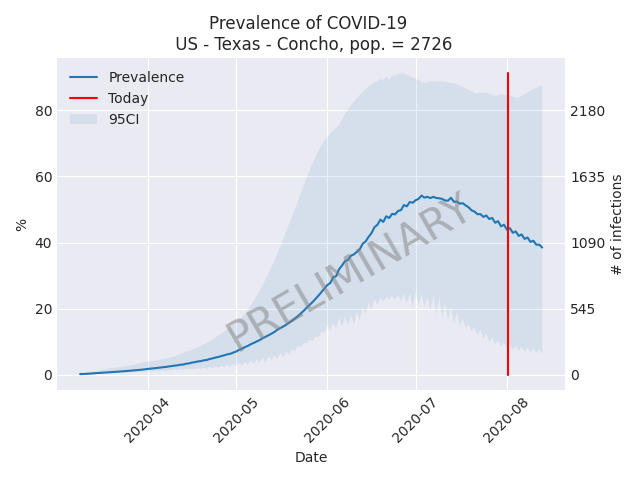 Prevalence of COVID-19
US - Texas - Concho, pop. = 2726
Prevalence
Today
95CI
80
60
40
20
0
%
2180
1635
1090
545
0
# of infections
PRELIMINARY
2020-04
2020-05
2020-06
2020-07
2020-08
Date